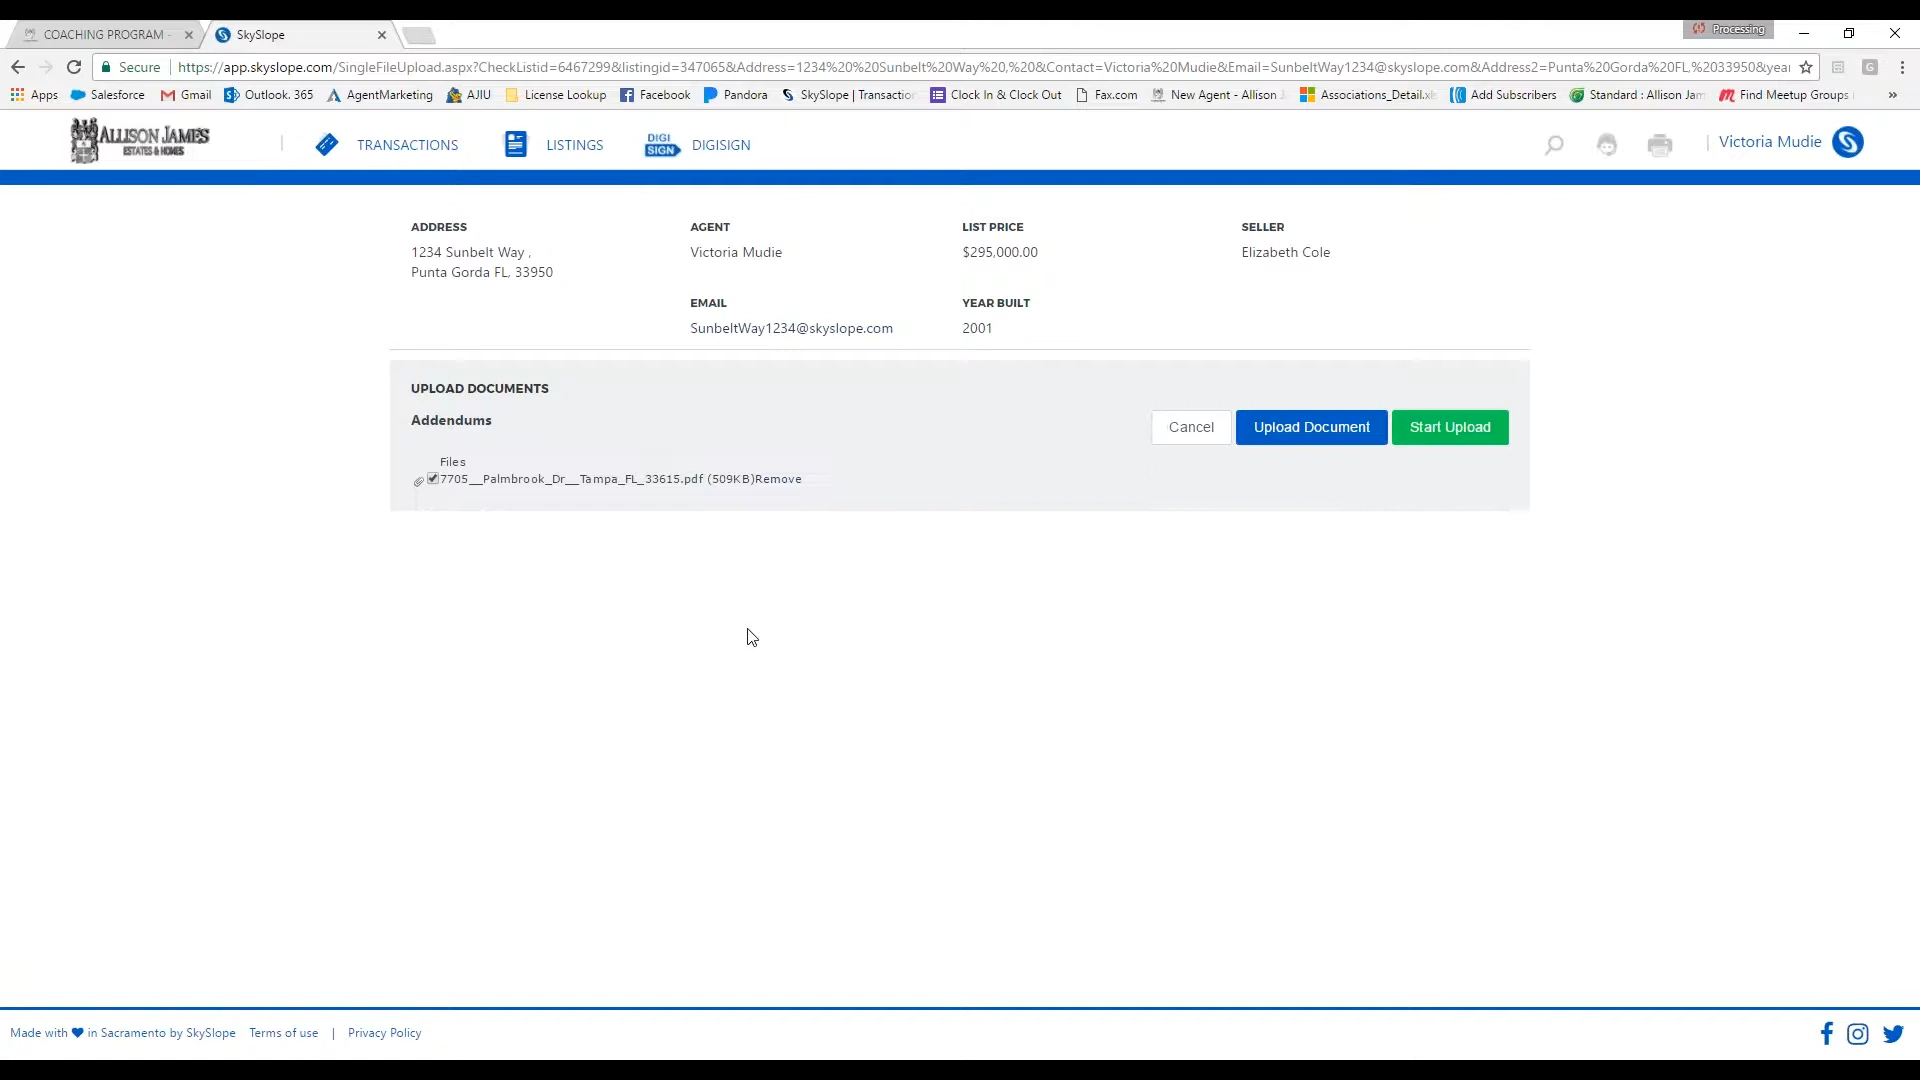 COACHING PROGRAM -
SkySlope
Processing
Secure
https://app.skyslope.com/SingleFileUpload.aspx?CheckListid=6467299&listingid=347065&Address=1234%20%20Sunbelt%20Way%20,%20&Contact=Victoria%20Mudie&Email=SunbeltWay1234@skyslope.com&Address2=Punta%20Gorda%20FL,%2033950&year
Apps
Salesforce
Gmail
Outlook. 365
AgentMarketing
AJIU
License Lookup
Facebook
Pandora
SkySlope | Transaction
Clock In & Clock Out
Fax.com
New Agent - Allison J
Associations_Detail.xls
Add Subscribers
Standard : Allison Jam
Find Meetup Groups
ALLISON JAMES
ESTATES & HOMES
TRANSACTIONS
LISTINGS
DIGI SIGN
DIGISIGN
Victoria Mudie
ADDRESS
1234 Sunbelt Way ,
Punta Gorda FL, 33950
AGENT
Victoria Mudie
LIST PRICE
$295,000.00
SELLER
Elizabeth Cole
EMAIL
SunbeltWay1234@skyslope.com
YEAR BUILT
2001
UPLOAD DOCUMENTS
Addendums
Cancel
Upload Document
Start Upload
Files
7705__Palmbrook_Dr__Tampa_FL_33615.pdf (509KB)Remove
Made with ❤ in Sacramento by SkySlope
Terms of use
|
Privacy Policy